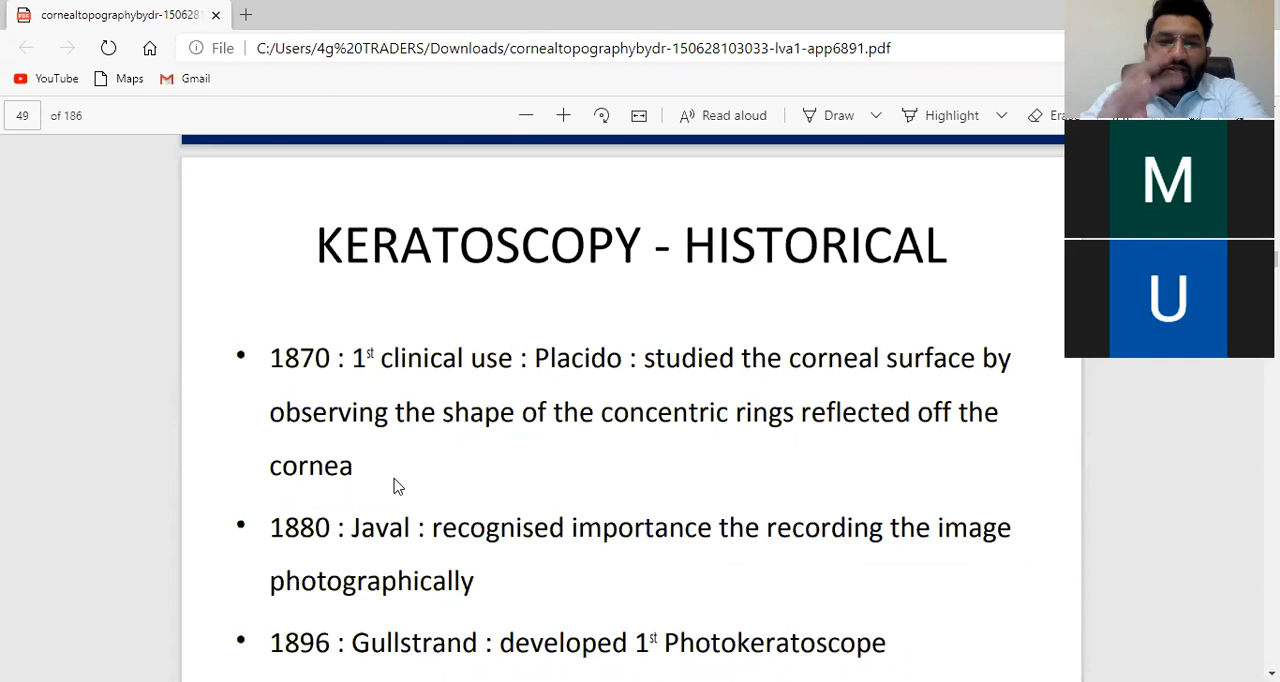 cornealtopographybydr-150628
File
C:/Users/4g%20TRADERS/Downloads/cornealtopographybydr-150628103033-lva1-app6891.pdf
YouTube
Maps
Gmail
49 of 186
Read aloud
Draw
Highlight
KERATOSCOPY - HISTORICAL
• 1870 : 1st clinical use : Placido : studied the corneal surface by
observing the shape of the concentric rings reflected off the
cornea
• 1880 : Javal : recognised importance the recording the image
photographically
• 1896 : Gullstrand : developed 1st Photokeratoscope
M
U